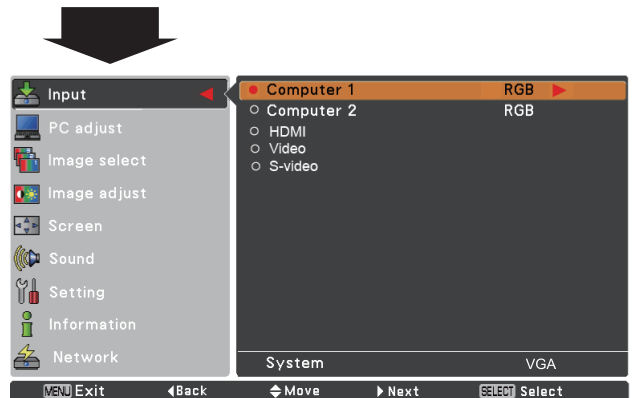 Input
PC adjust
Image select
Image adjust
Screen
Sound
Setting
Information
Network
Computer 1 RGB
Computer 2 RGB
HDMI
Video
S-video
System VGA
MENU Exit Back Move Next SELECT Select